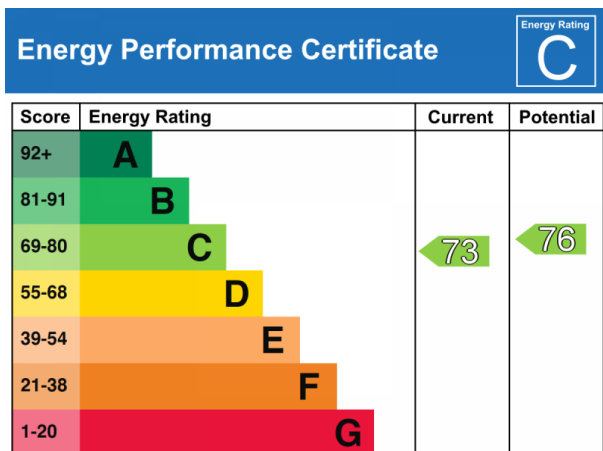 Energy Performance Certificate
Energy Rating
C
Score Energy Rating Current Potential
92+ A
81-91 B
69-80 C 73 76
55-68 D
39-54 E
21-38 F
1-20 G